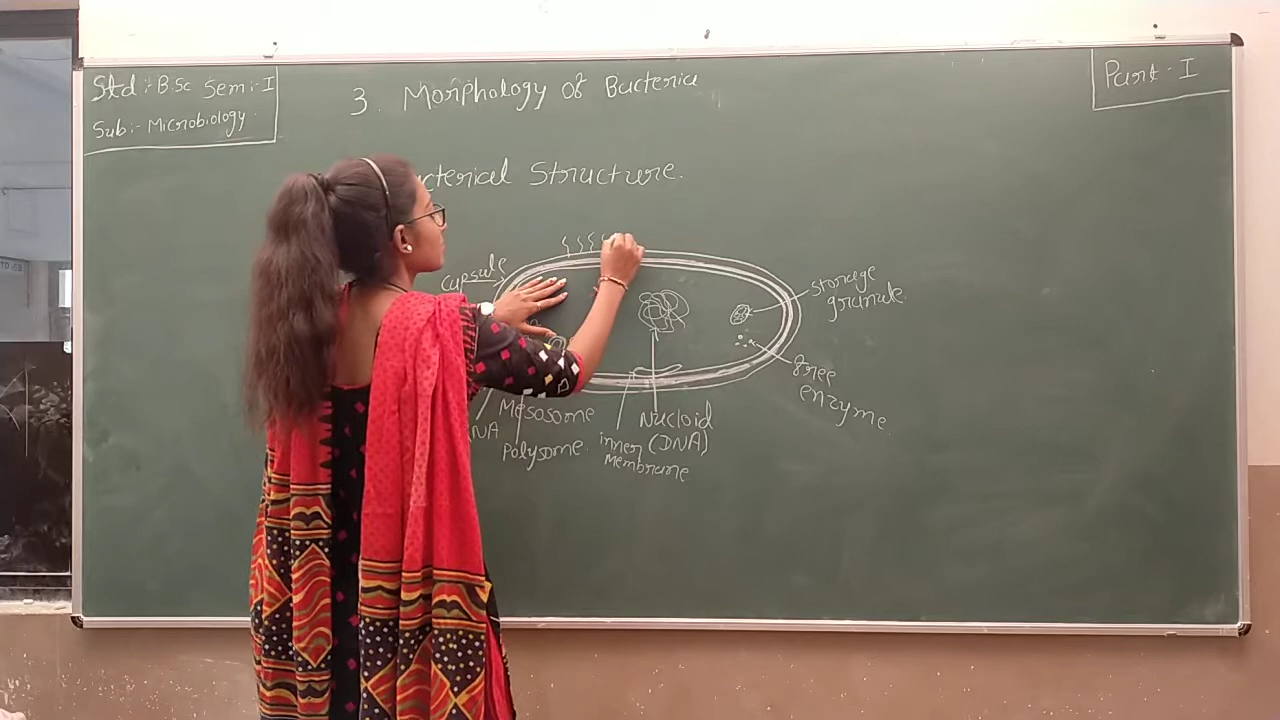 Std :- B.Sc Sem :- I
Sub :- Microbiology
3. Morphology of Bacteria
Part - I
cterial Structure.
Capsule
Storage
granule.
free
enzyme.
Mesosome
NA
Polysome.
inner
Membrane
Nucloid
(DNA)